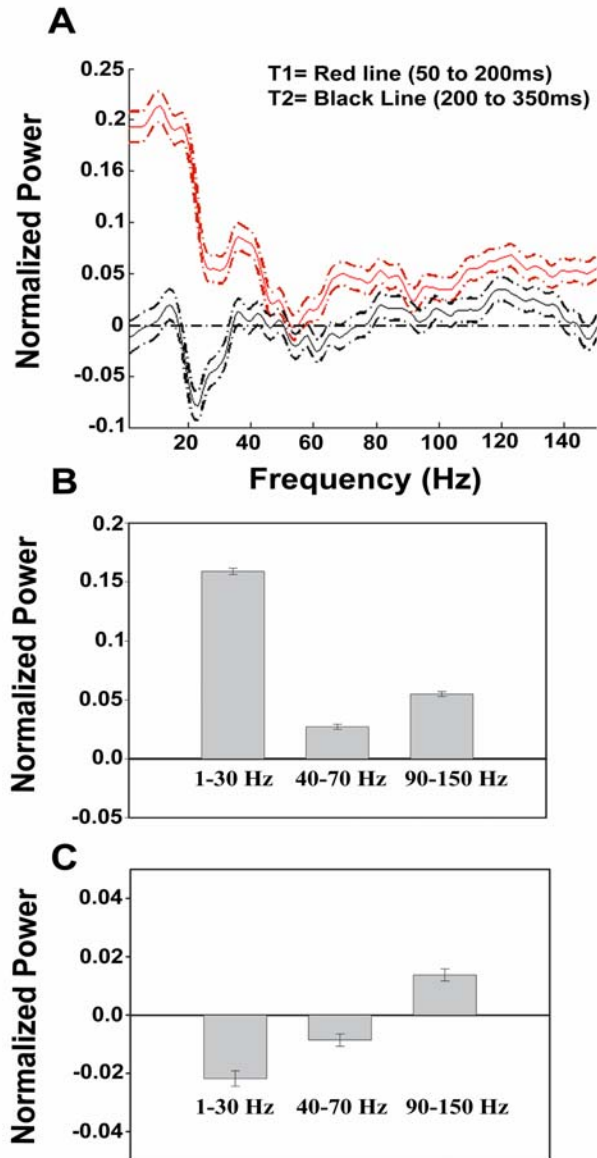 A
T1= Red line (50 to 200ms)
T2= Black Line (200 to 350ms)
Normalized Power
0.25
0.2
0.16
0.1
0.05
0
-0.05
-0.1
20 40 60 80 100 120 140
Frequency (Hz)
B
Normalized Power
0.2
0.15
0.1
0.05
0.0
-0.05
1-30 Hz 40-70 Hz 90-150 Hz
C
Normalized Power
0.04
0.02
0.0
-0.02
-0.04
1-30 Hz 40-70 Hz 90-150 Hz